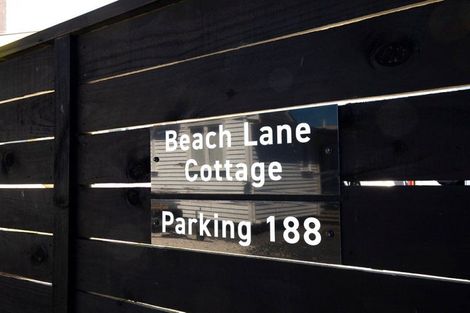 Beach Lane
Cottage
Parking 188